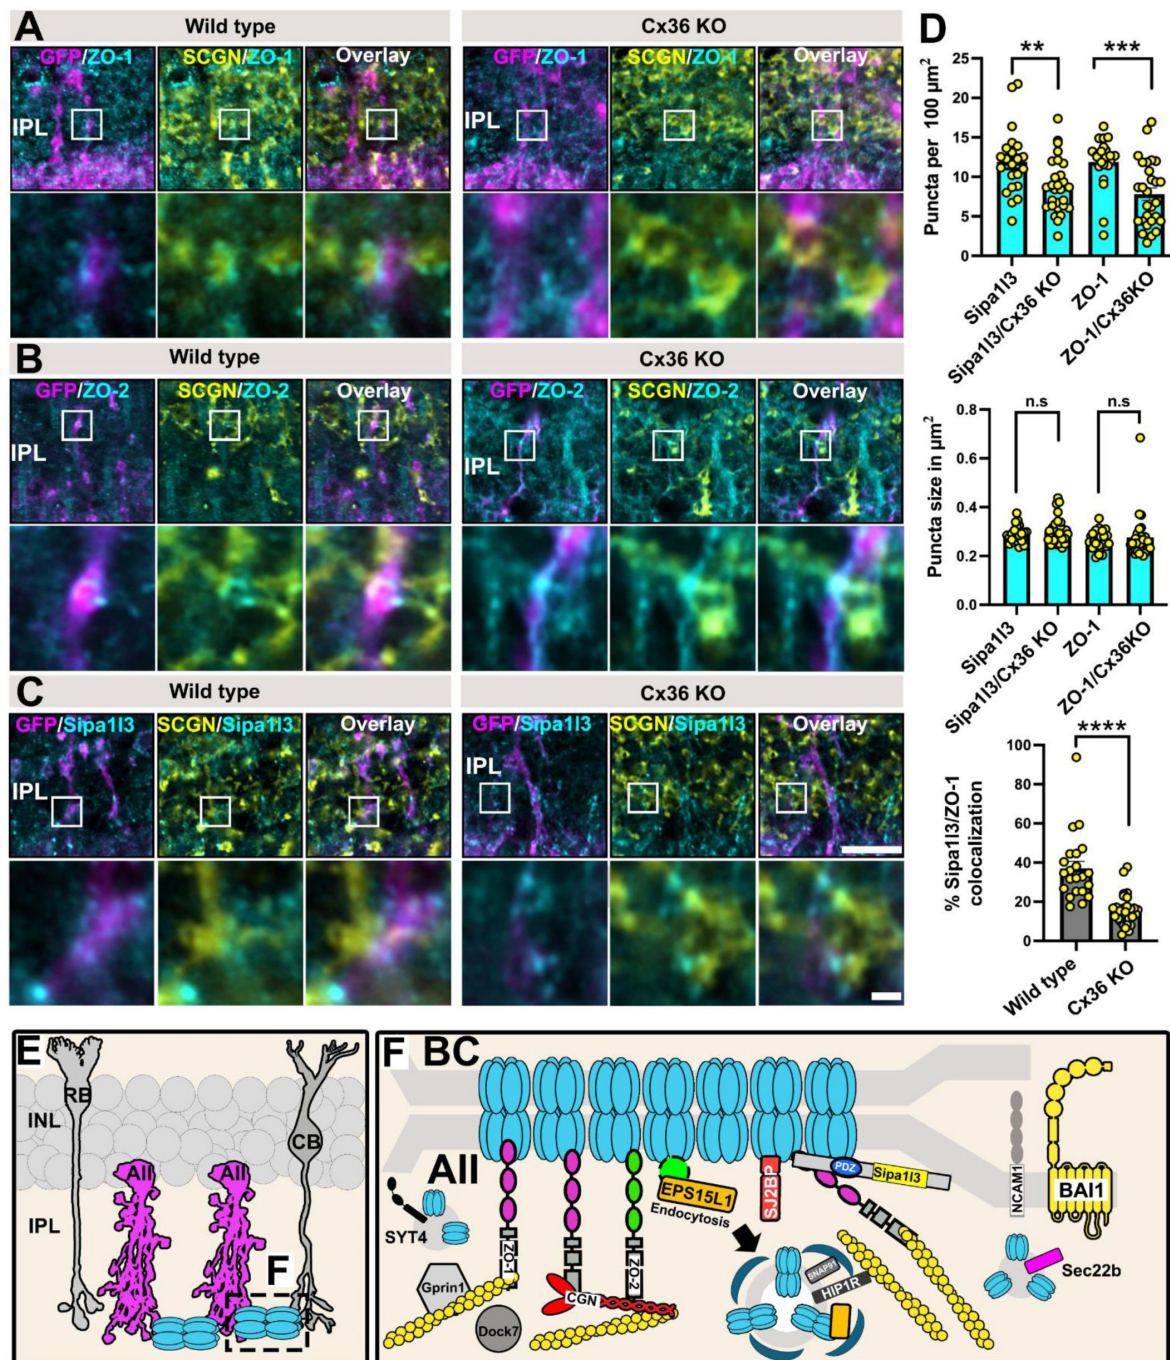 A
Wild type
Cx36 KO
GFP/ZO-1
SCGN/ZO-1
Overlay
GFP/ZO-1
SCGN/ZO-1
Overlay
IPL
B
Wild type
Cx36 KO
GFP/ZO-2
SCGN/ZO-2
Overlay
GFP/ZO-2
SCGN/ZO-2
Overlay
IPL
IPL
C
Wild type
Cx36 KO
GFP/Sipa1l3
SCGN/Sipa1l3
Overlay
GFP/Sipa1l3
SCGN/Sipa1l3
Overlay
IPL
IPL
D
Puncta per 100 µm²
25
20
15
10
5
0
**
***
Sipa1l3
Sipa1l3/Cx36 KO
ZO-1
ZO-1/Cx36KO
Puncta size in µm²
0.8
0.6
0.4
0.2
0.0
n.s
n.s
Sipa1l3
Sipa1l3/Cx36 KO
ZO-1
ZO-1/Cx36KO
% Sipa1l3/ZO-1
colocalization
100
80
60
40
20
0
****
Wild type
Cx36 KO
E
RB
INL
CB
AII
AII
IPL
F
F
BC
AII
SYT4
ZO-1
Gprin1
Dock7
CGN
ZO-2
EPS15L1
Endocytosis
SJ2BP
PDZ
Sipa1l3
SNAP91
HIP1R
NCAM1
BAI1
Sec22b